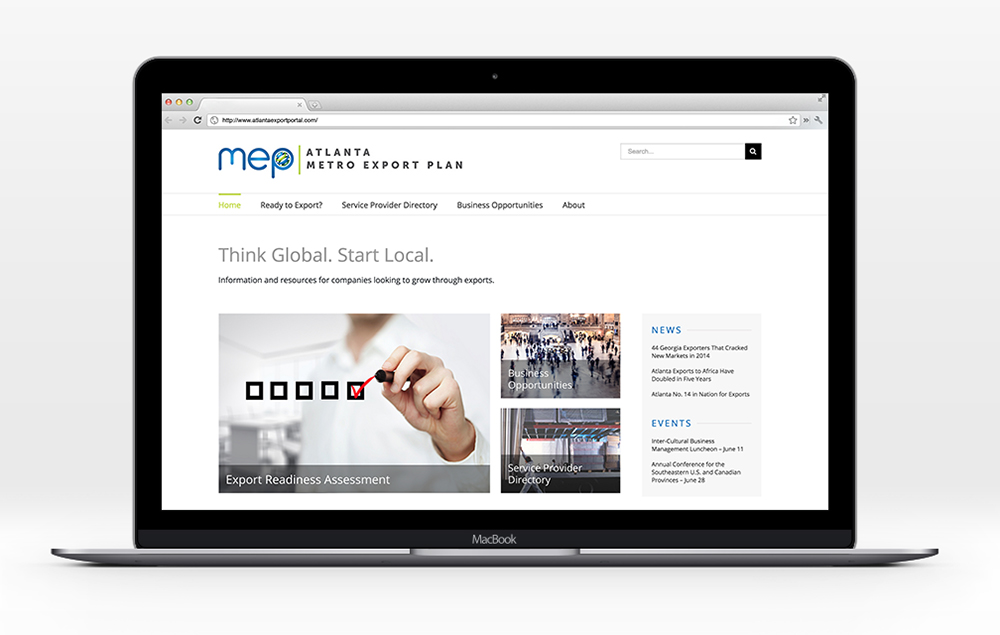 http://www.atlantaexportportal.com/
mep
ATLANTA
METRO EXPORT PLAN
Search...
Home Ready to Export? Service Provider Directory Business Opportunities About
Think Global. Start Local.
Information and resources for companies looking to grow through exports.
Export Readiness Assessment
Business
Opportunities
Service Provider
Directory
NEWS
44 Georgia Exporters That Cracked
New Markets in 2014
Atlanta Exports to Africa Have
Doubled in Five Years
Atlanta No. 14 in Nation for Exports
EVENTS
Inter-Cultural Business
Management Luncheon – June 11
Annual Conference for the
Southeastern U.S. and Canadian
Provinces – June 28
MacBook